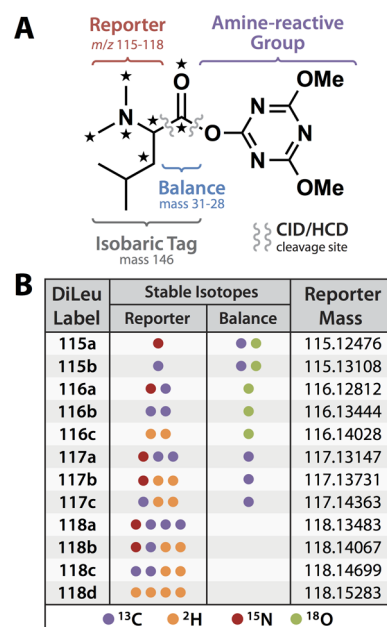 A
Reporter
m/z 115-118
Amine-reactive
Group
O
OMe
N
N
N
O
N
OMe
Balance
mass 31-28
Isobaric Tag
mass 146
CID/HCD
cleavage site
B
DiLeu
Label
Stable Isotopes
Reporter
Mass
Reporter
Balance
115a 115.12476
115b 115.13108
116a 116.12812
116b 116.13444
116c 116.14028
117a 117.13147
117b 117.13731
117c 117.14363
118a 118.13483
118b 118.14067
118c 118.14699
118d 118.15283
13C 2H 15N 18O